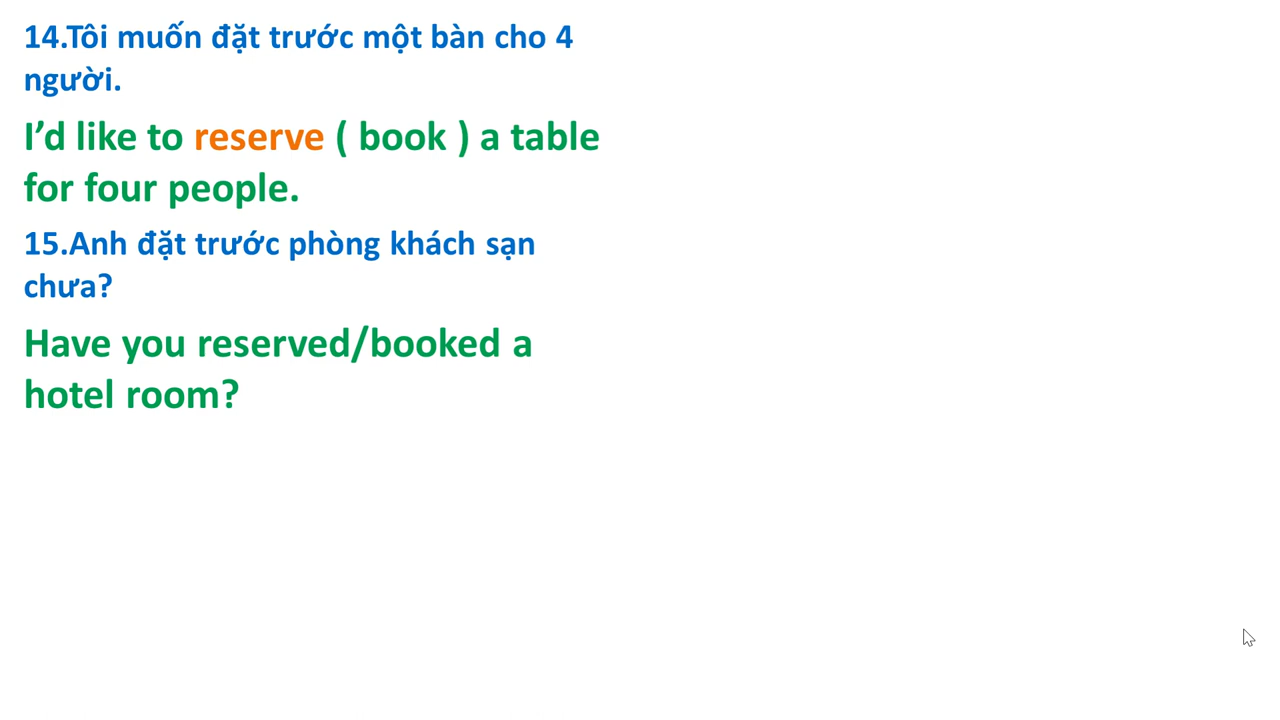 14.Tôi muốn đặt trước một bàn cho 4
người.
I’d like to reserve ( book ) a table
for four people.
15.Anh đặt trước phòng khách sạn
chưa?
Have you reserved/booked a
hotel room?